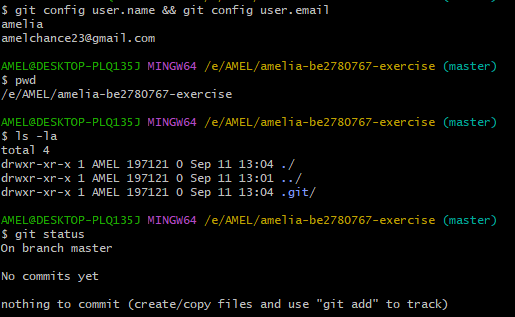 $ git config user.name && git config user.email
amelia
amelchance23@gmail.com
AMEL@DESKTOP-PLQ135J MINGW64 /e/AMEL/amelia-be2780767-exercise (master)
$ pwd
/e/AMEL/amelia-be2780767-exercise
AMEL@DESKTOP-PLQ135J MINGW64 /e/AMEL/amelia-be2780767-exercise (master)
$ ls -la
total 4
drwxr-xr-x 1 AMEL 197121 0 Sep 11 13:04 ./
drwxr-xr-x 1 AMEL 197121 0 Sep 11 13:01 ../
drwxr-xr-x 1 AMEL 197121 0 Sep 11 13:04 .git/
AMEL@DESKTOP-PLQ135J MINGW64 /e/AMEL/amelia-be2780767-exercise (master)
$ git status
On branch master
No commits yet
nothing to commit (create/copy files and use "git add" to track)